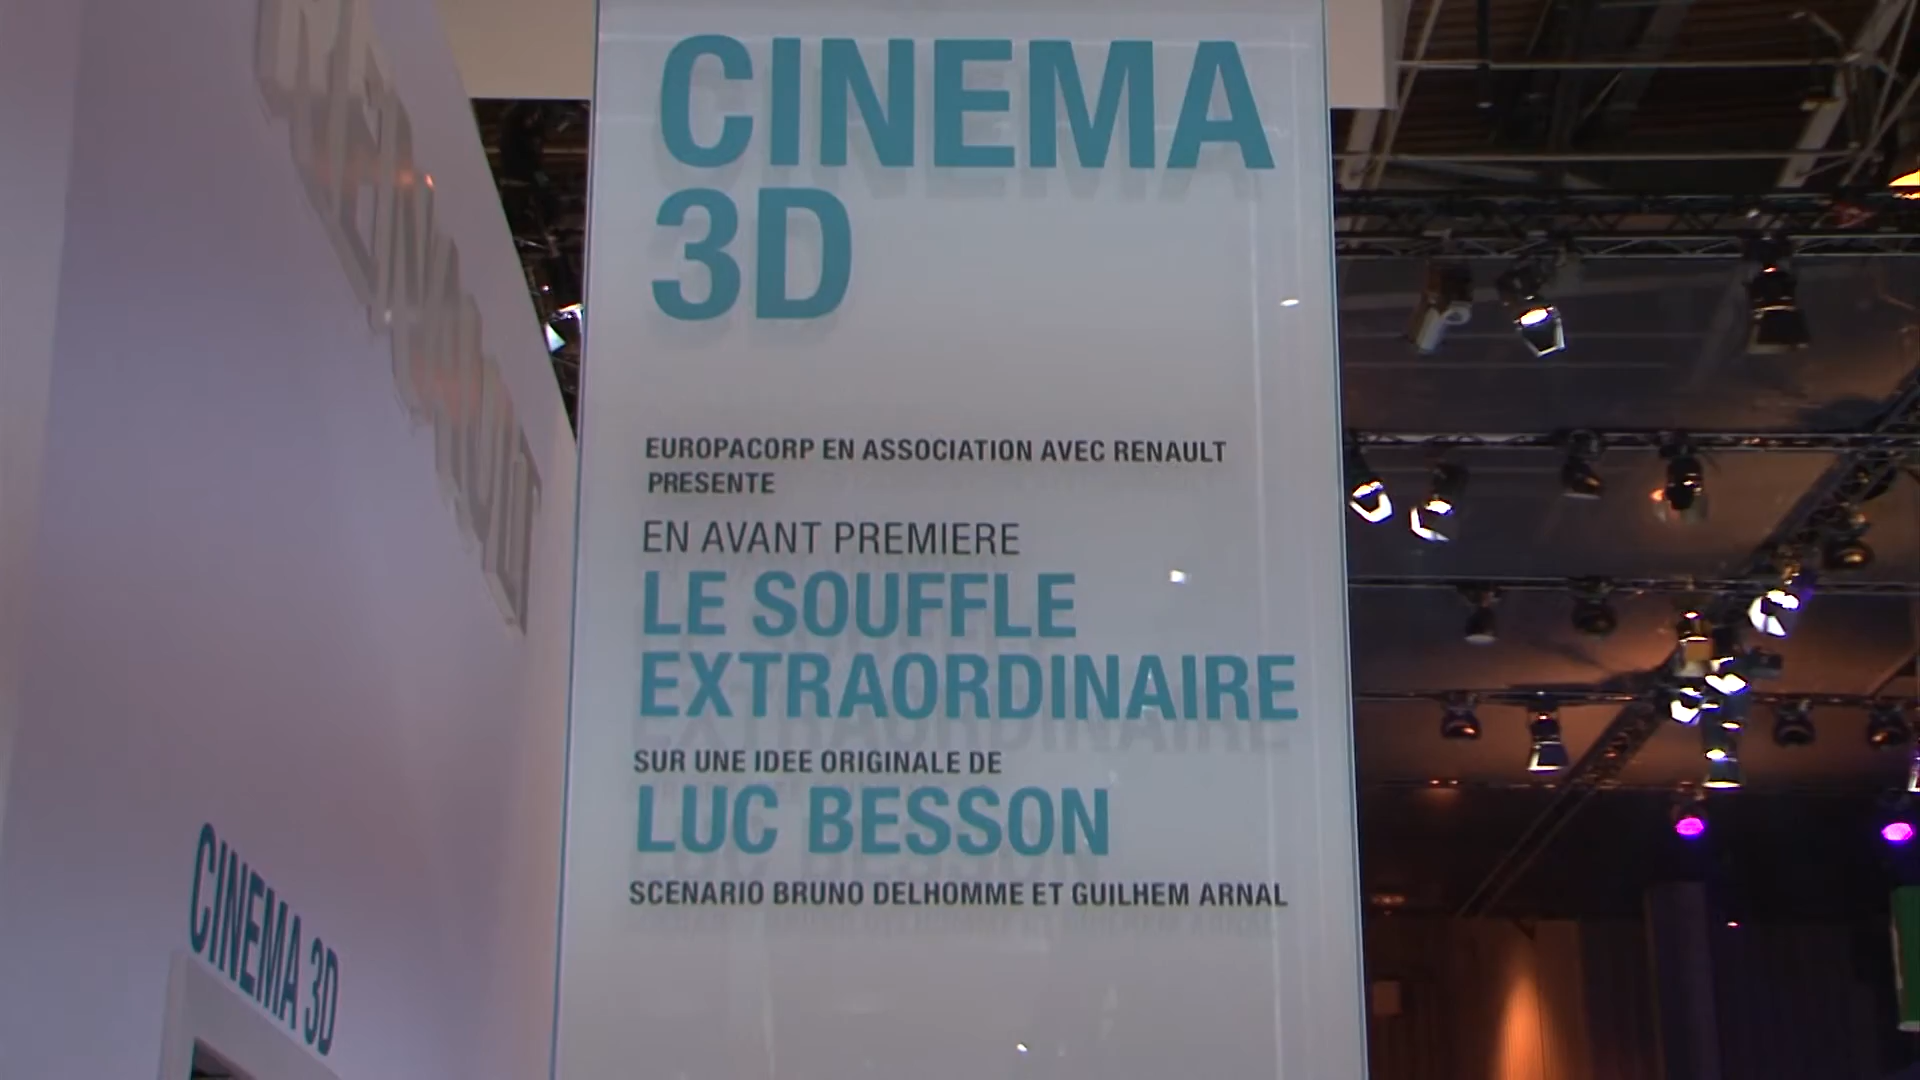 RENAULT
CINEMA 3D
CINEMA
3D
EUROPACORP EN ASSOCIATION AVEC RENAULT
PRESENTE
EN AVANT PREMIERE
LE SOUFFLE
EXTRAORDINAIRE
SUR UNE IDEE ORIGINALE DE
LUC BESSON
SCENARIO BRUNO DELHOMME ET GUILHEM ARNAL